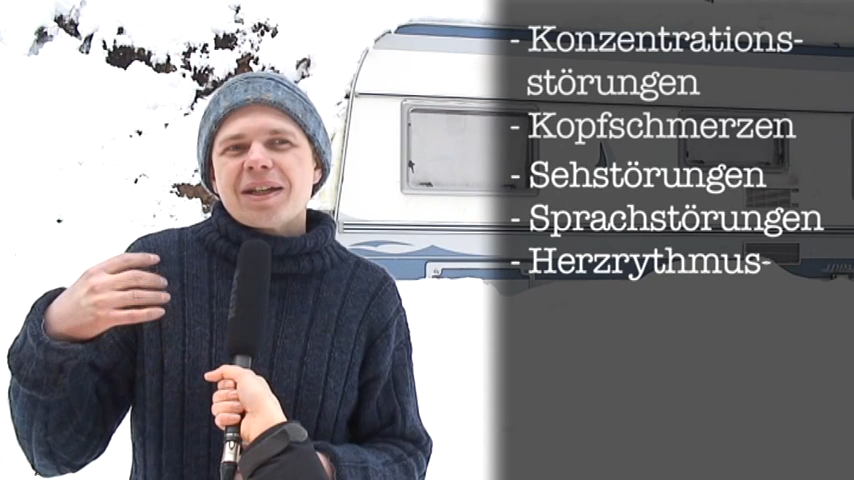 - Konzentrations-
störungen
- Kopfschmerzen
- Sehstörungen
- Sprachstörungen
- Herzrythmus-